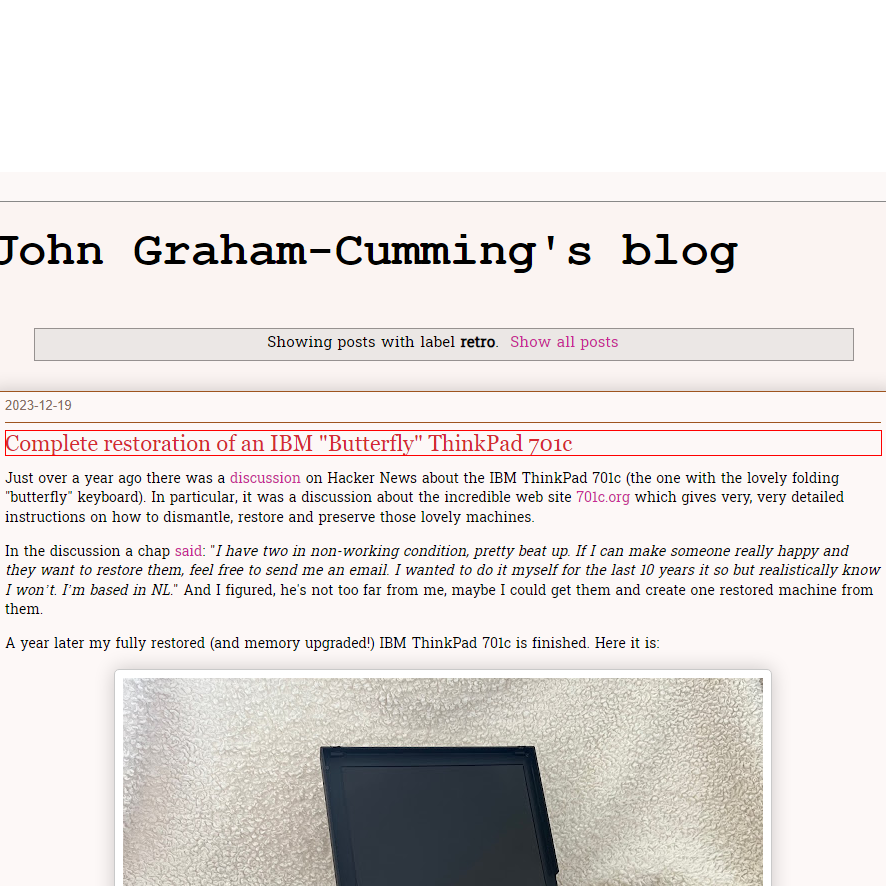 John Graham-Cumming's blog
Showing posts with label retro. Show all posts
2023-12-19
Complete restoration of an IBM "Butterfly" ThinkPad 701c
Just over a year ago there was a discussion on Hacker News about the IBM ThinkPad 701c (the one with the lovely folding
"butterfly" keyboard). In particular, it was a discussion about the incredible web site 701c.org which gives very, very detailed
instructions on how to dismantle, restore and preserve those lovely machines.
In the discussion a chap said: "I have two in non-working condition, pretty beat up. If I can make someone really happy and
they want to restore them, feel free to send me an email. I wanted to do it myself for the last 10 years it so but realistically know
I won't. I'm based in NL." And I figured, he's not too far from me, maybe I could get them and create one restored machine from
them.
A year later my fully restored (and memory upgraded!) IBM ThinkPad 701c is finished. Here it is: